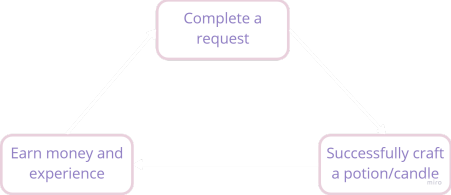 Complete a
request
Earn money and
experience
Successfully craft
a potion/candle
miro